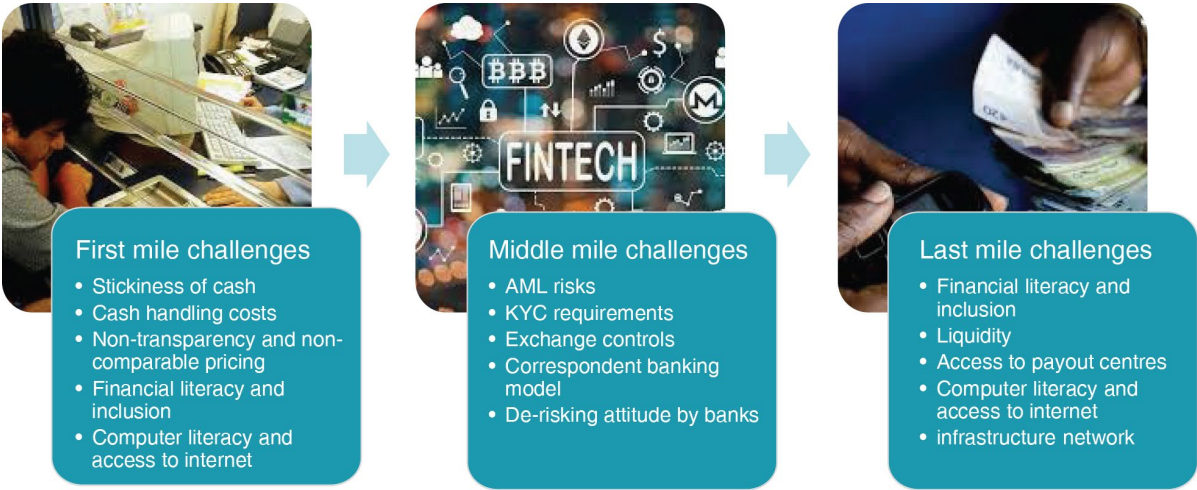 ฿฿฿
$
FINTECH
First mile challenges
• Stickiness of cash
• Cash handling costs
• Non-transparency and non-
comparable pricing
• Financial literacy and
inclusion
• Computer literacy and
access to internet
Middle mile challenges
• AML risks
• KYC requirements
• Exchange controls
• Correspondent banking
model
• De-risking attitude by banks
Last mile challenges
• Financial literacy and
inclusion
• Liquidity
• Access to payout centres
• Computer literacy and
access to internet
• infrastructure network